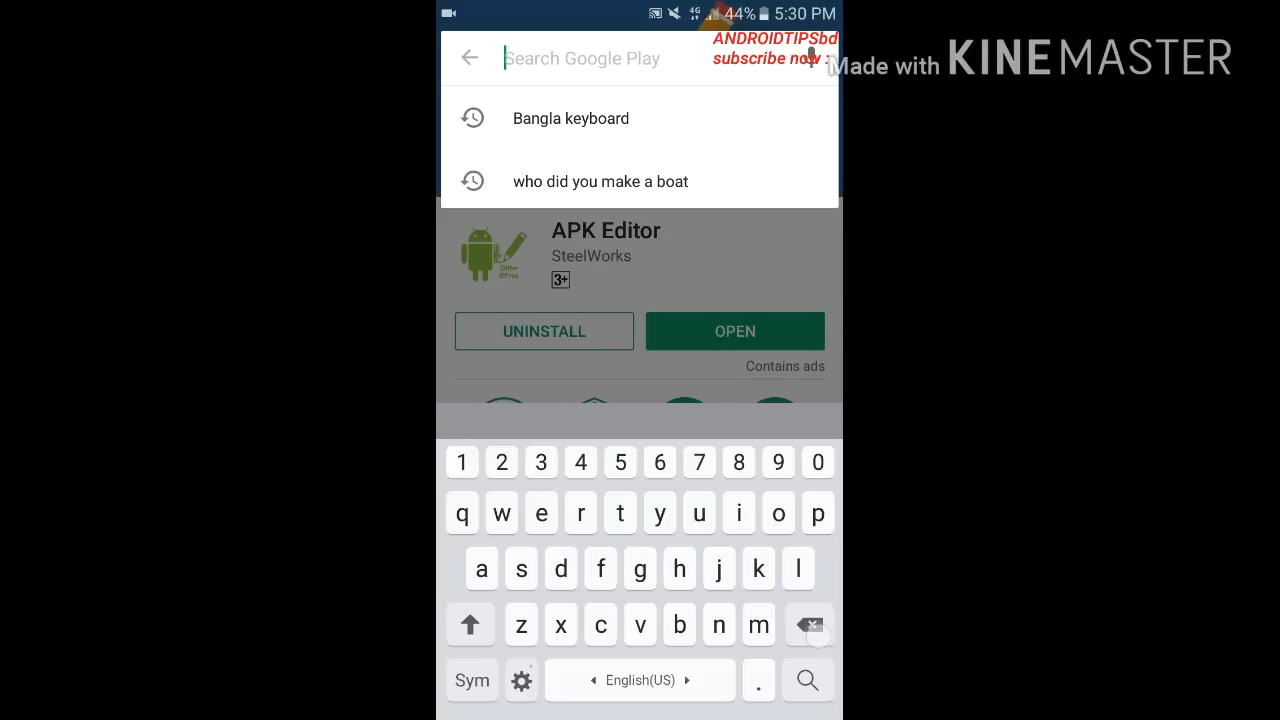 44% 5:30 PM
ANDROIDTIPSbd
Search Google Play
subscribe now :
Made with KINEMASTER
Bangla keyboard
who did you make a boat
APK Editor
SteelWorks
3+
UNINSTALL
OPEN
Contains ads
1 2 3 4 5 6 7 8 9 0
q w e r t y u i o p
a s d f g h j k l
z x c v b n m
Sym
English(US)
.